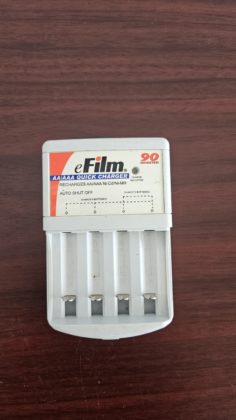 eFilm
90
MINUTES
AA/AAA QUICK CHARGER
RECHARGES AA/AAA Ni-Cd/Ni-MH
AUTO SHUT OFF